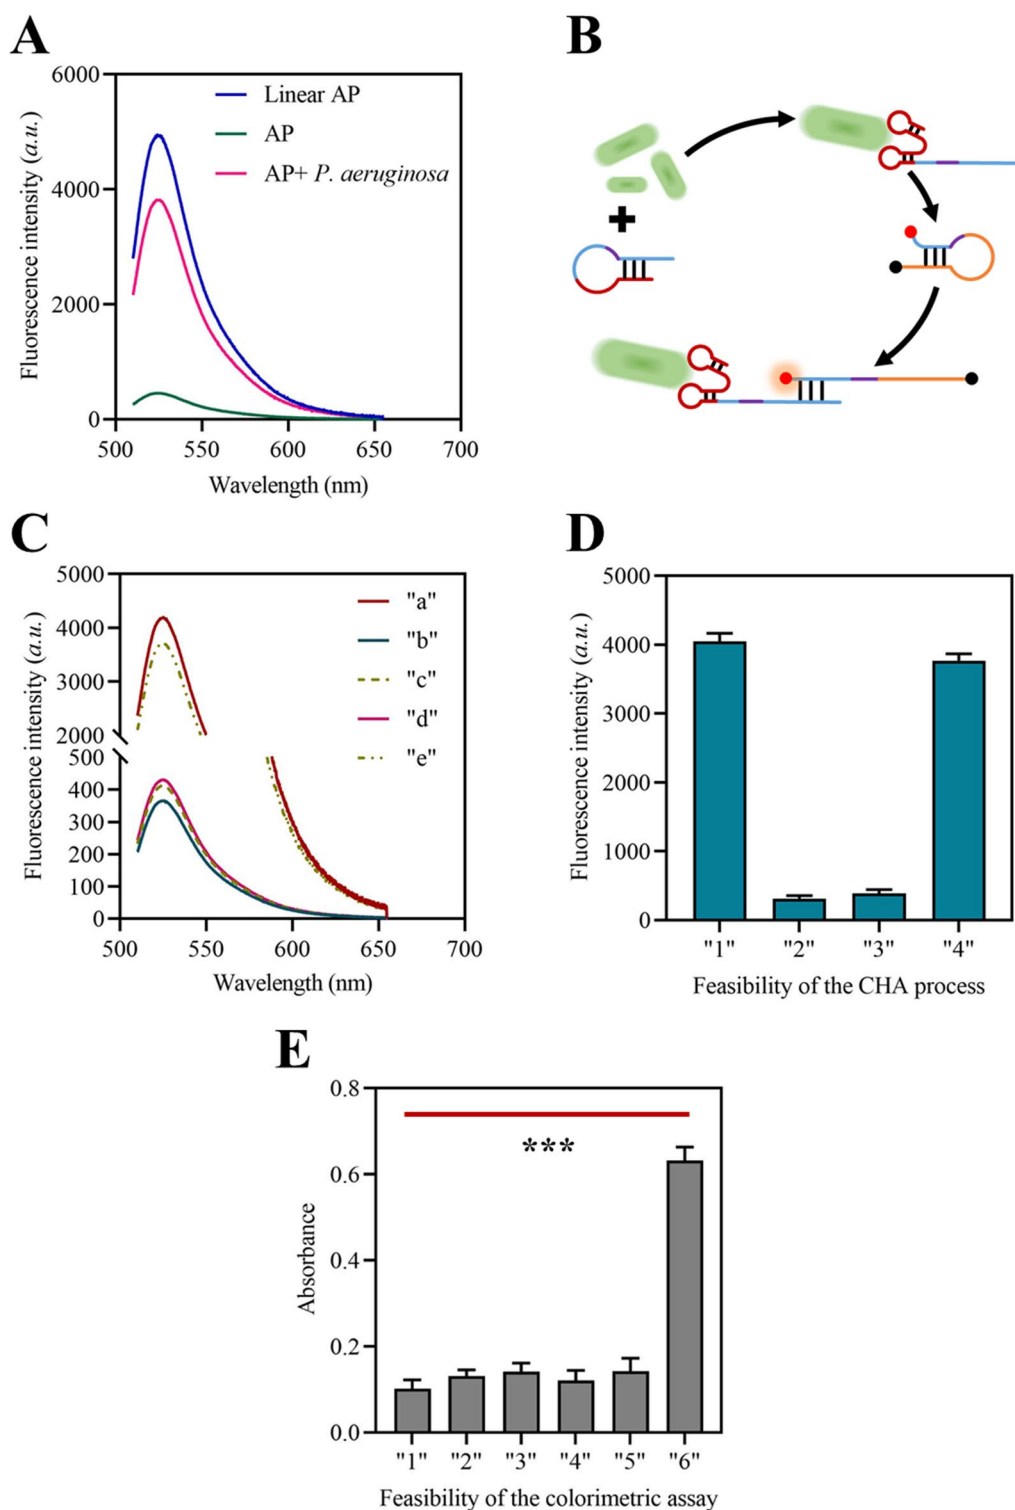 A
Fluorescence intensity (a.u.)
6000
4000
2000
0
500 550 600 650 700
Wavelength (nm)
Linear AP
AP
AP+ P. aeruginosa
B
C
Fluorescence intensity (a.u.)
5000
4000
3000
2000
500
400
300
200
100
0
500 550 600 650 700
Wavelength (nm)
"a"
"b"
"c"
"d"
"e"
D
Fluorescence intensity (a.u.)
5000
4000
3000
2000
1000
0
"1" "2" "3" "4"
Feasibility of the CHA process
E
Absorbance
0.8
0.6
0.4
0.2
0.0
***
"1" "2" "3" "4" "5" "6"
Feasibility of the colorimetric assay